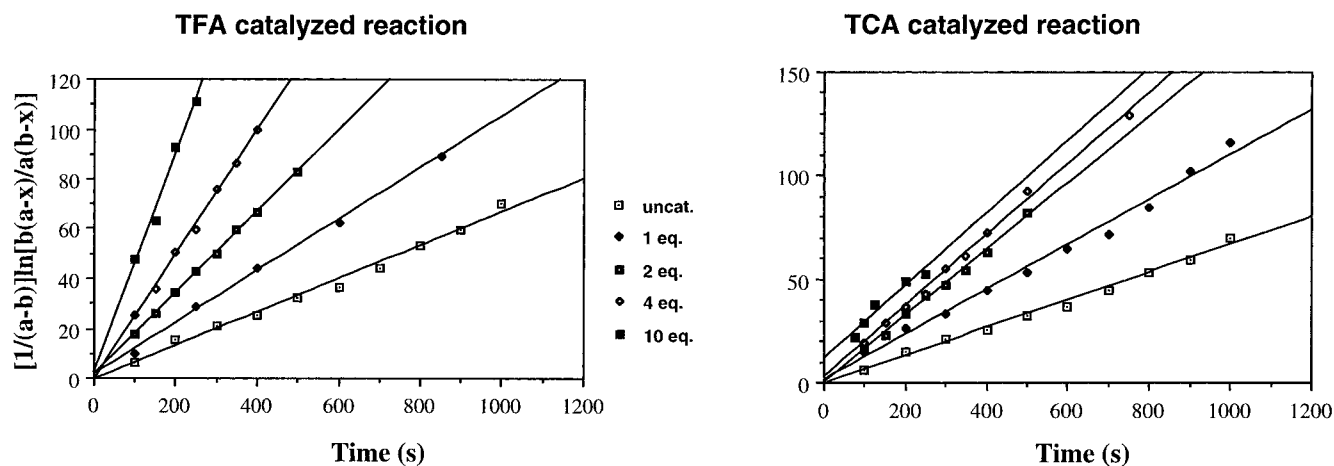 TFA catalyzed reaction
TCA catalyzed reaction
[1/(a-b)]ln[b(a-x)/a(b-x)]
120
100
80
60
40
20
0
0 200 400 600 800 1000 1200
Time (s)
uncat.
1 eq.
2 eq.
4 eq.
10 eq.
150
100
50
0
0 200 400 600 800 1000 1200
Time (s)